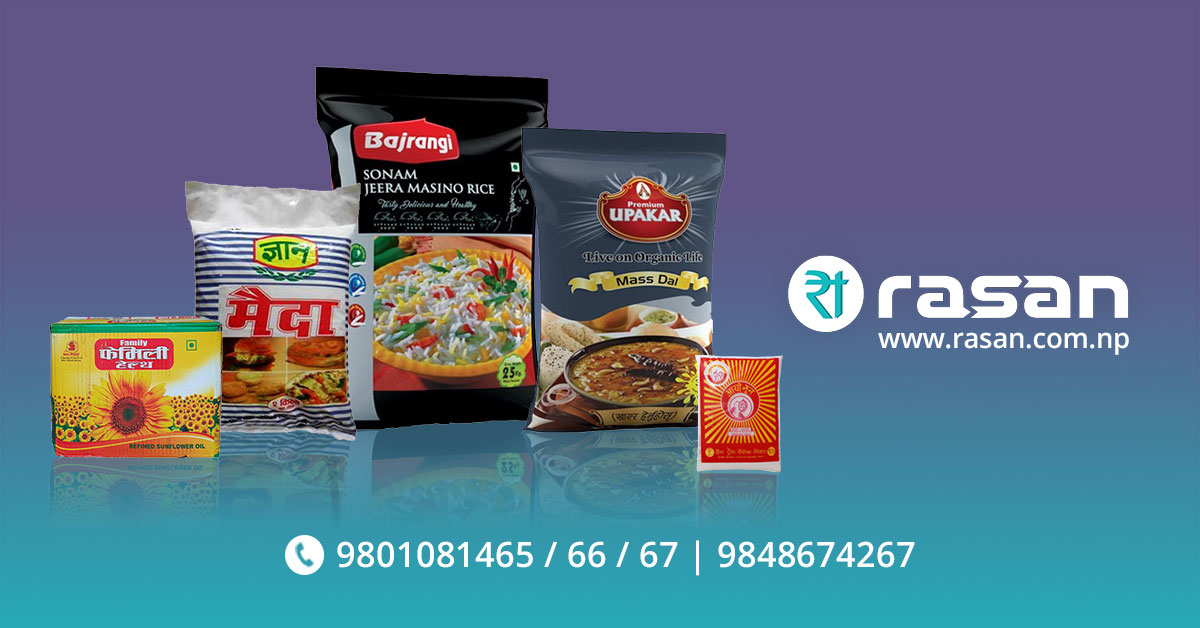 Family
फेमिली
हेल्थ
REFINED SUNFLOWER OIL
ज्ञान
मैदा
Bajrangi
SONAM
JEERA MASINO RICE
Tasty Delicious and Healthy
25
Premium
UPAKAR
Live on Organic Life
Mass Dal
रा rasan
www.rasan.com.np
9801081465 / 66 / 67 | 9848674267